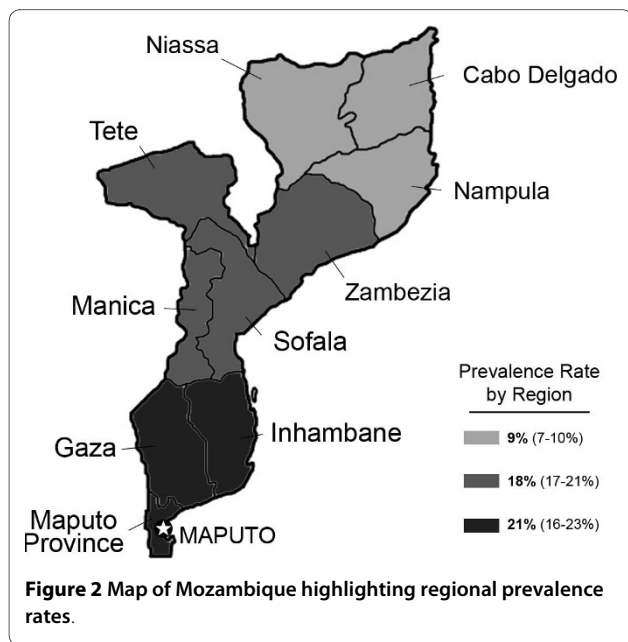 Niassa
Cabo Delgado
Tete
Nampula
Zambezia
Manica
Sofala
Prevalence Rate
by Region
9% (7-10%)
18% (17-21%)
21% (16-23%)
Inhambane
Gaza
Maputo
Province
MAPUTO
Figure 2 Map of Mozambique highlighting regional prevalence
rates.